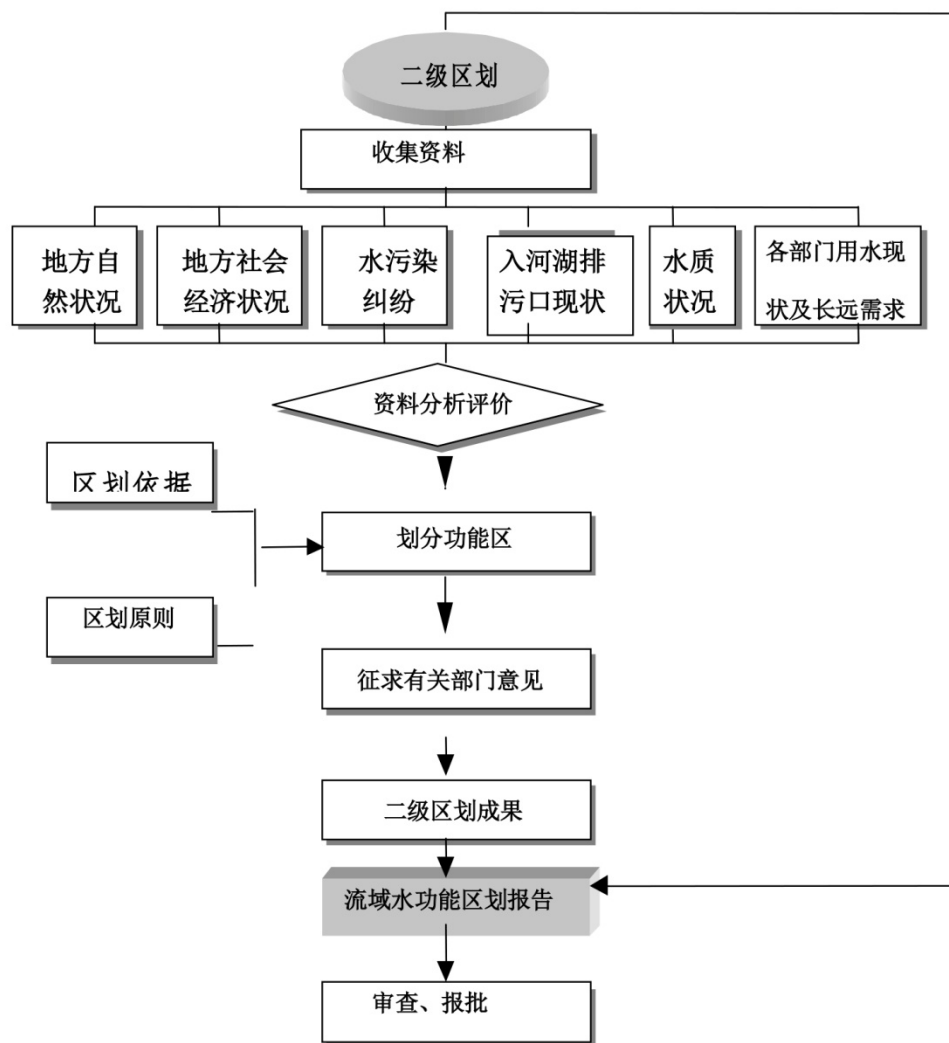 二级区划
收集资料
地方自
然状况
地方社会
经济状况
水污染
纠纷
入河湖排
污口现状
水质
状况
各部门用水现
状及长远需求
资料分析评价
区划依据
划分功能区
区划原则
征求有关部门意见
二级区划成果
流域水功能区划报告
审查、报批